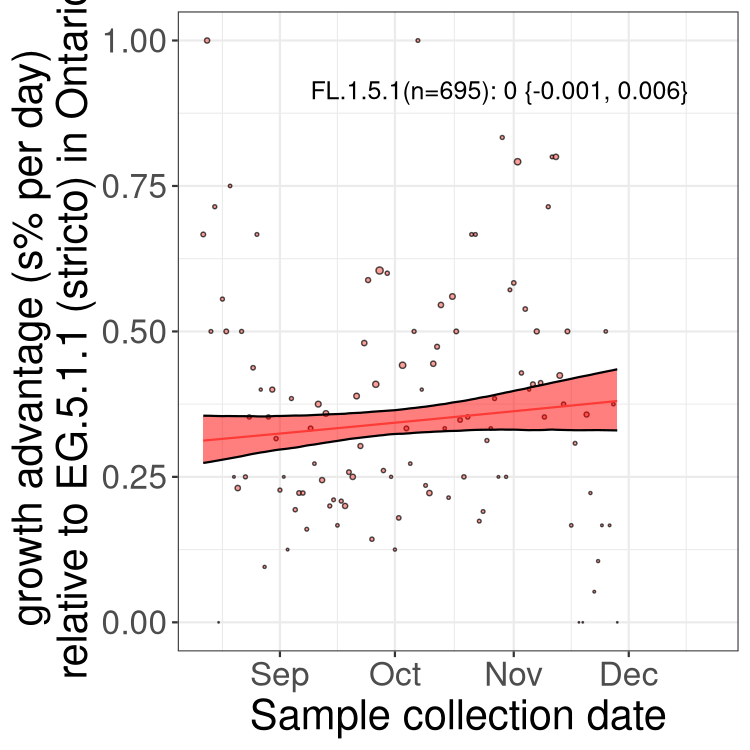 growth advantage (s% per day)
relative to EG.5.1.1 (stricto) in Ontario
1.00
0.75
0.50
0.25
0.00
FL.1.5.1(n=695): 0 {-0.001, 0.006}
Sep Oct Nov Dec
Sample collection date